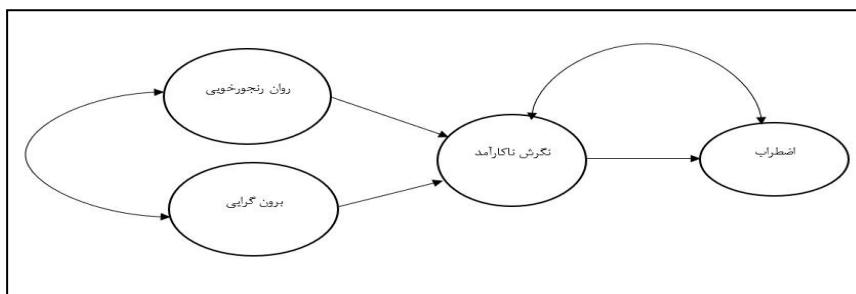 روان رنجورخویی
نگرش ناکارآمد
اضطراب
برون گرایی